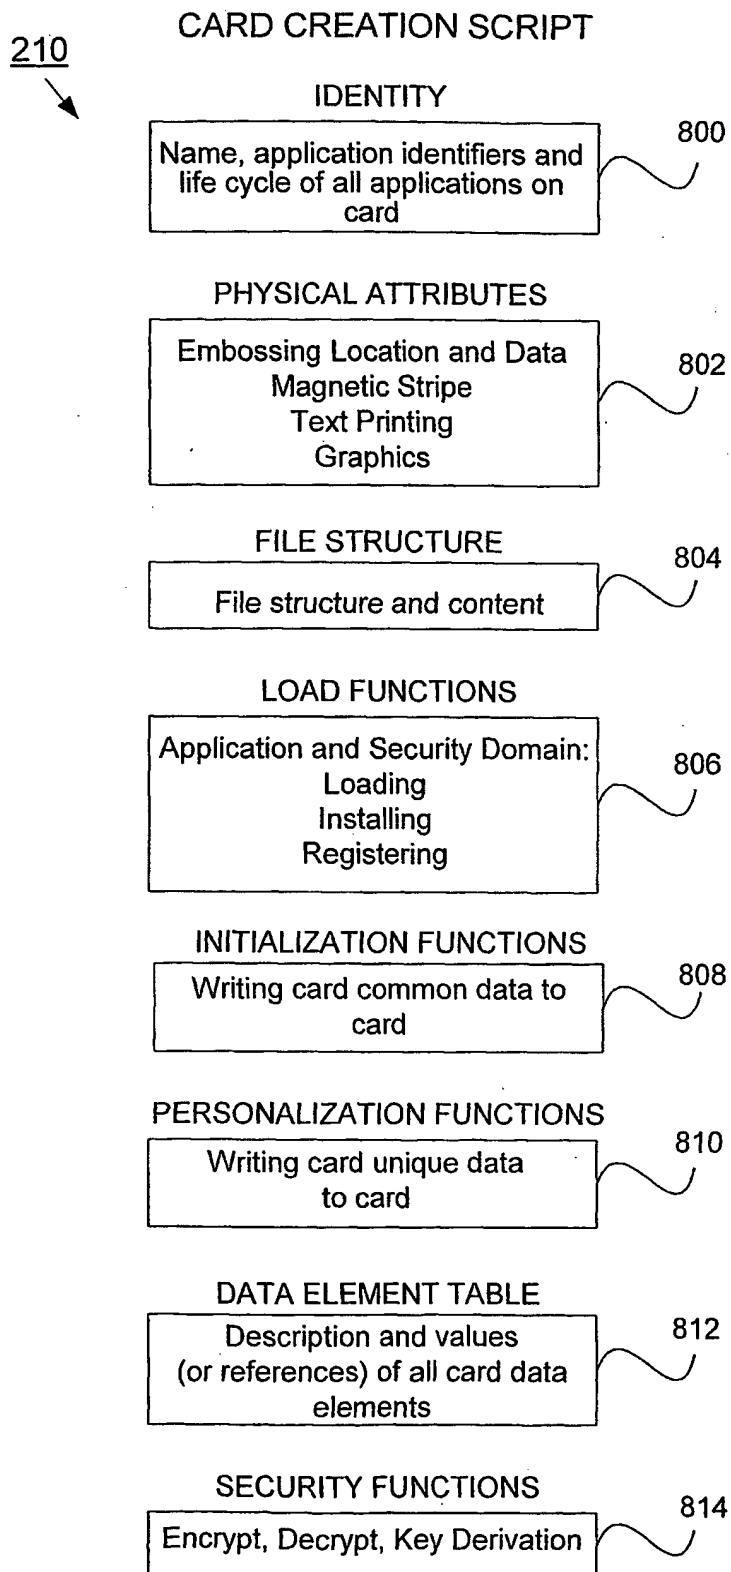 CARD CREATION SCRIPT
210
IDENTITY
Name, application identifiers and
life cycle of all applications on
card
800
PHYSICAL ATTRIBUTES
Embossing Location and Data
Magnetic Stripe
Text Printing
Graphics
802
FILE STRUCTURE
File structure and content
804
LOAD FUNCTIONS
Application and Security Domain:
Loading
Installing
Registering
806
INITIALIZATION FUNCTIONS
Writing card common data to
card
808
PERSONALIZATION FUNCTIONS
Writing card unique data
to card
810
DATA ELEMENT TABLE
Description and values
(or references) of all card data
elements
812
SECURITY FUNCTIONS
Encrypt, Decrypt, Key Derivation
814